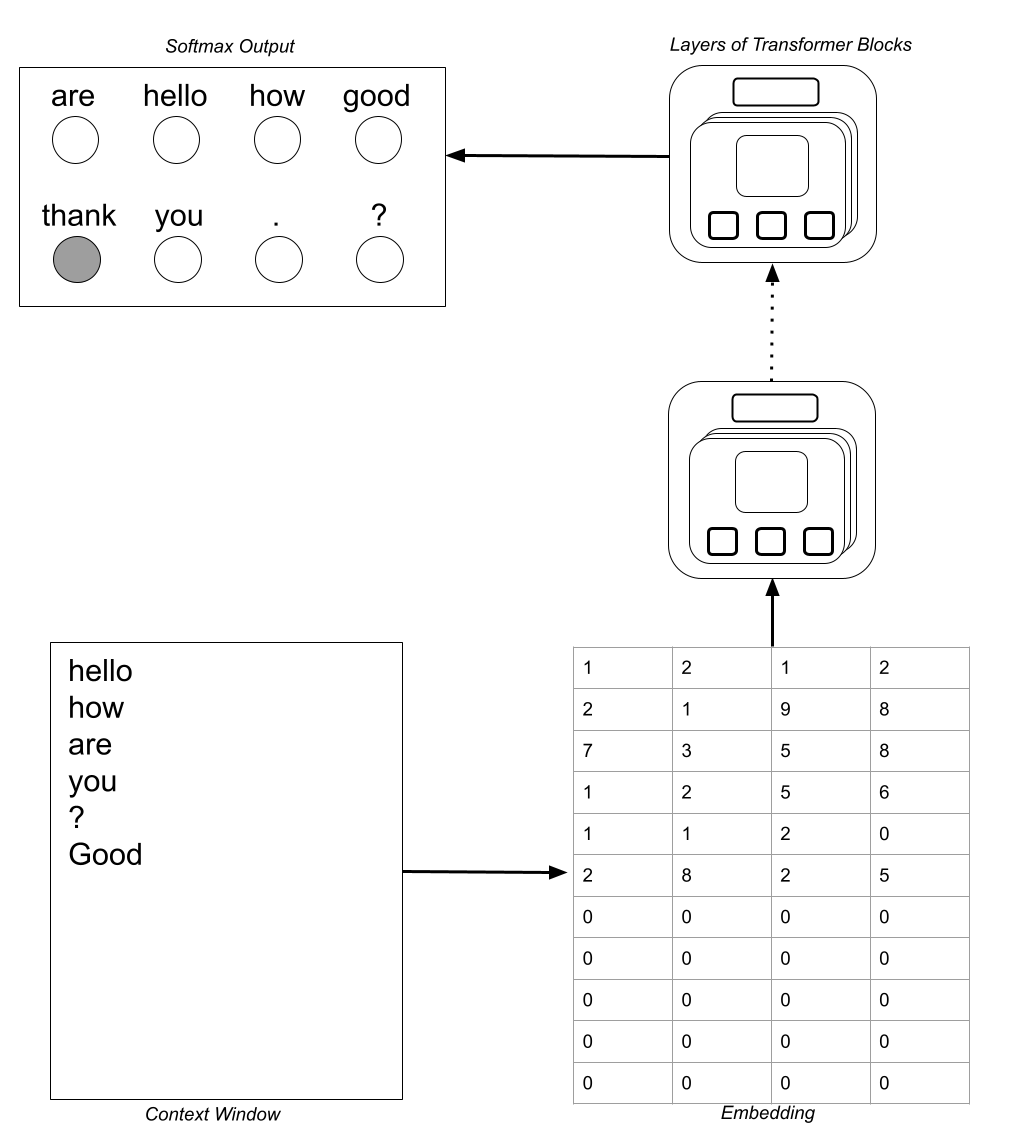 Softmax Output
are hello how good
thank you . ?
Layers of Transformer Blocks
hello
how
are
you
?
Good
Context Window
1 2 1 2
2 1 9 8
7 3 5 8
1 2 5 6
1 1 2 0
2 8 2 5
0 0 0 0
0 0 0 0
0 0 0 0
0 0 0 0
0 0 0 0
Embedding